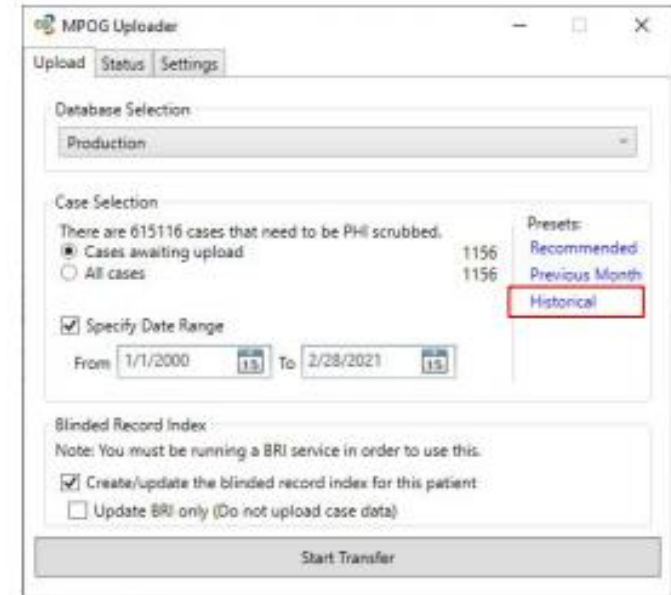 MPOG Uploader
Upload Status Settings
Database Selection
Production
Case Selection
There are 615116 cases that need to be PHI scrubbed.
Cases awaiting upload 1156
All cases 1156
Presets:
Recommended
Previous Month
Historical
Specify Date Range
From 1/1/2000 15 To 2/28/2021 15
Blinded Record Index
Note: You must be running a BRI service in order to use this.
Create/update the blinded record index for this patient
Update BRI only (Do not upload case data)
Start Transfer